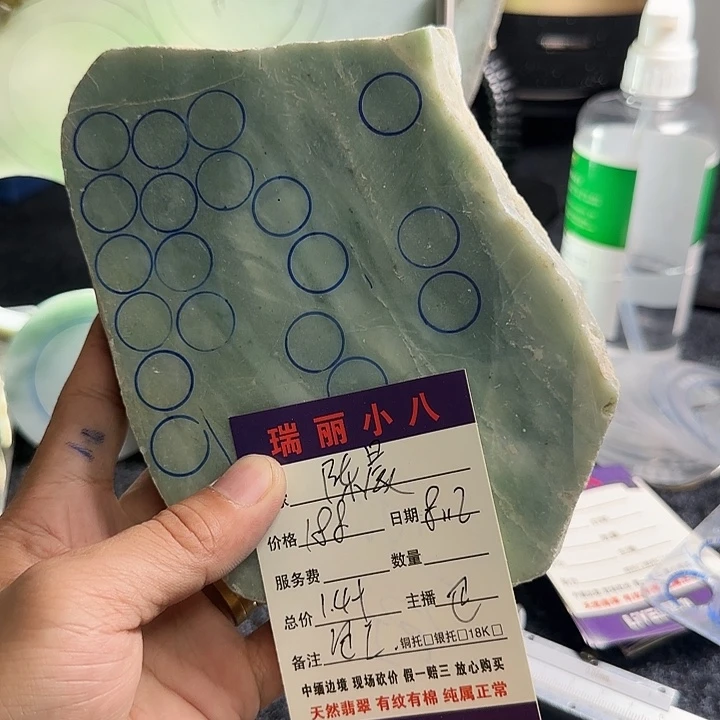 瑞丽小八
价格 188 日期 8.12
服务费 数量
总价 主播
备注 铜托□银托□18K□
中缅边境 现场砍价 假一赔三 放心购买
天然翡翠 有纹有棉 纯属正常